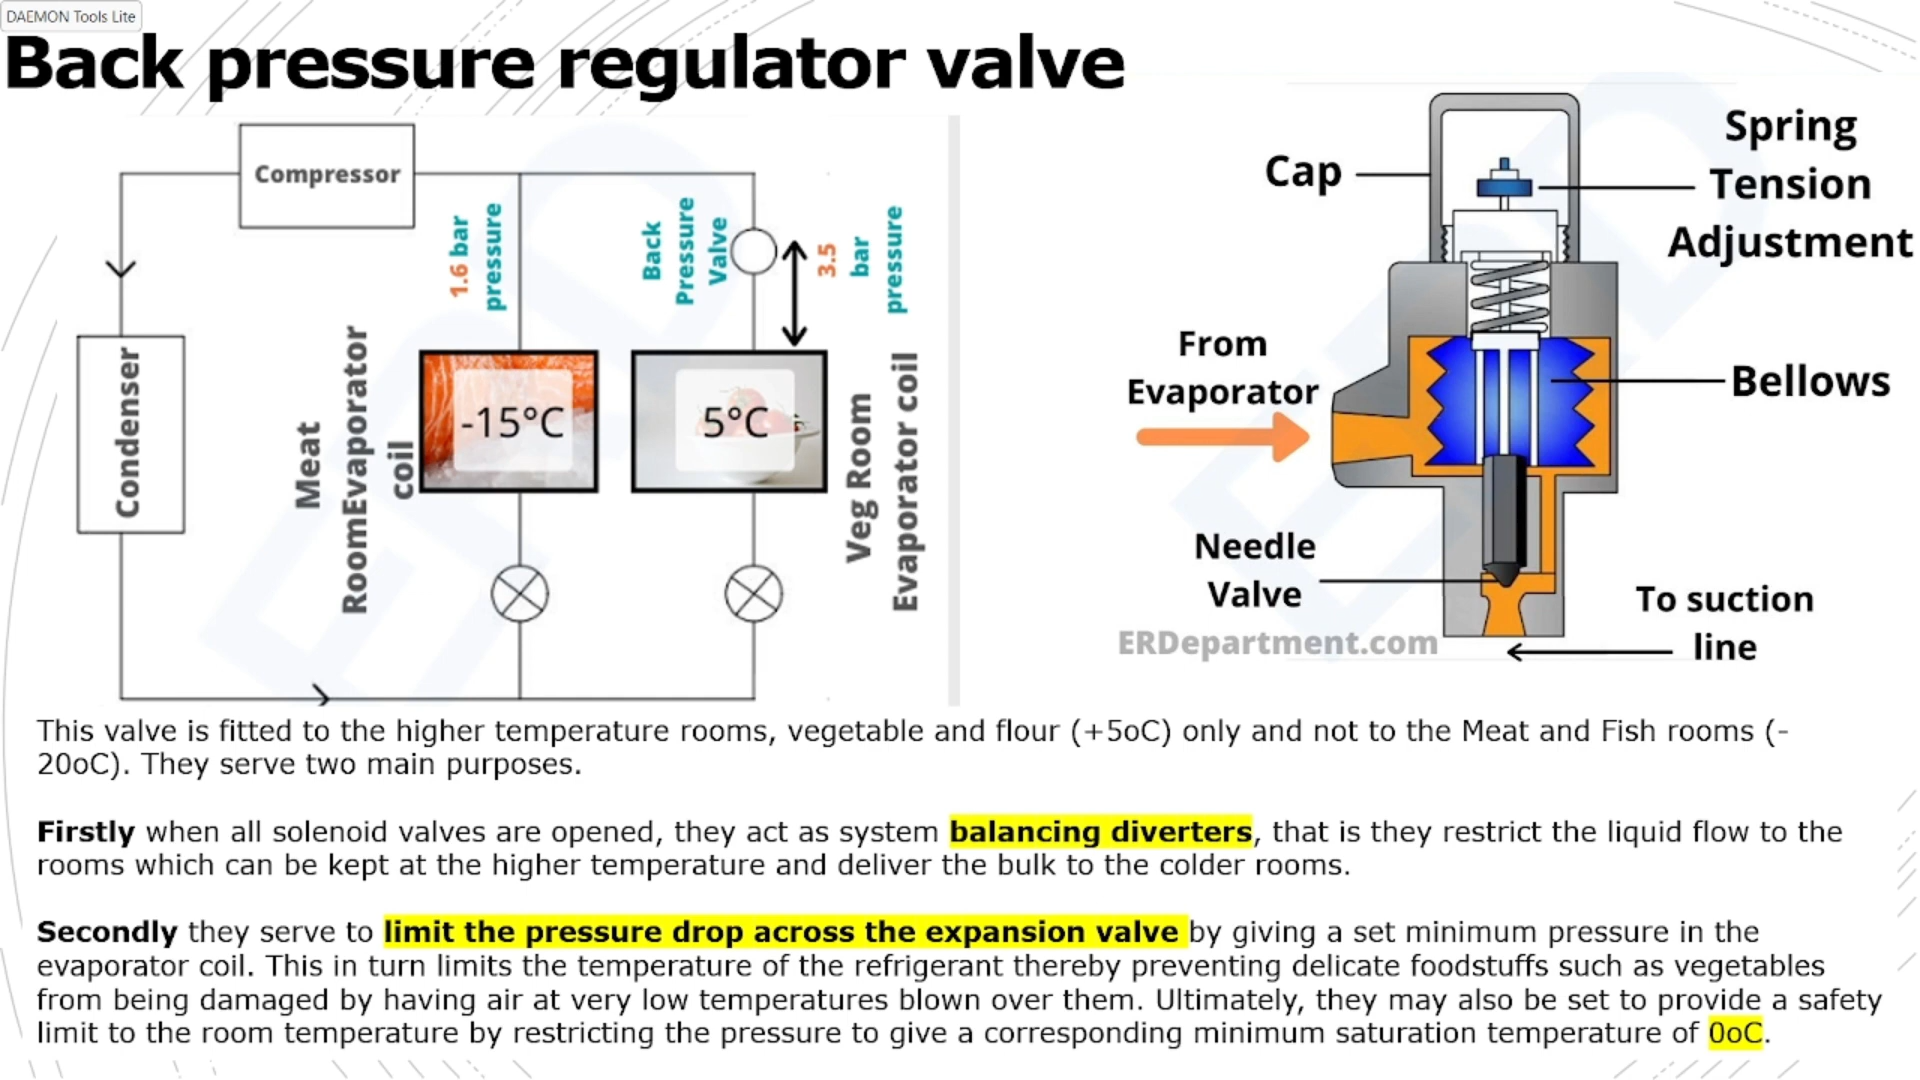 DAEMON Tools Lite
Back pressure regulator valve
Compressor
Condenser
1.6 bar
pressure
Back
Pressure
Valve
3.5
bar
pressure
Meat
RoomEvaporator
coil
-15°C
5°C
Veg Room
Evaporator coil
Cap
Spring
Tension
Adjustment
From
Evaporator
Bellows
Needle
Valve
To suction
line
ERDepartment.com
This valve is fitted to the higher temperature rooms, vegetable and flour (+5oC) only and not to the Meat and Fish rooms (-
20oC). They serve two main purposes.
Firstly when all solenoid valves are opened, they act as system balancing diverters, that is they restrict the liquid flow to the
rooms which can be kept at the higher temperature and deliver the bulk to the colder rooms.
Secondly they serve to limit the pressure drop across the expansion valve by giving a set minimum pressure in the
evaporator coil. This in turn limits the temperature of the refrigerant thereby preventing delicate foodstuffs such as vegetables
from being damaged by having air at very low temperatures blown over them. Ultimately, they may also be set to provide a safety
limit to the room temperature by restricting the pressure to give a corresponding minimum saturation temperature of 0oC.
ERD
ERD